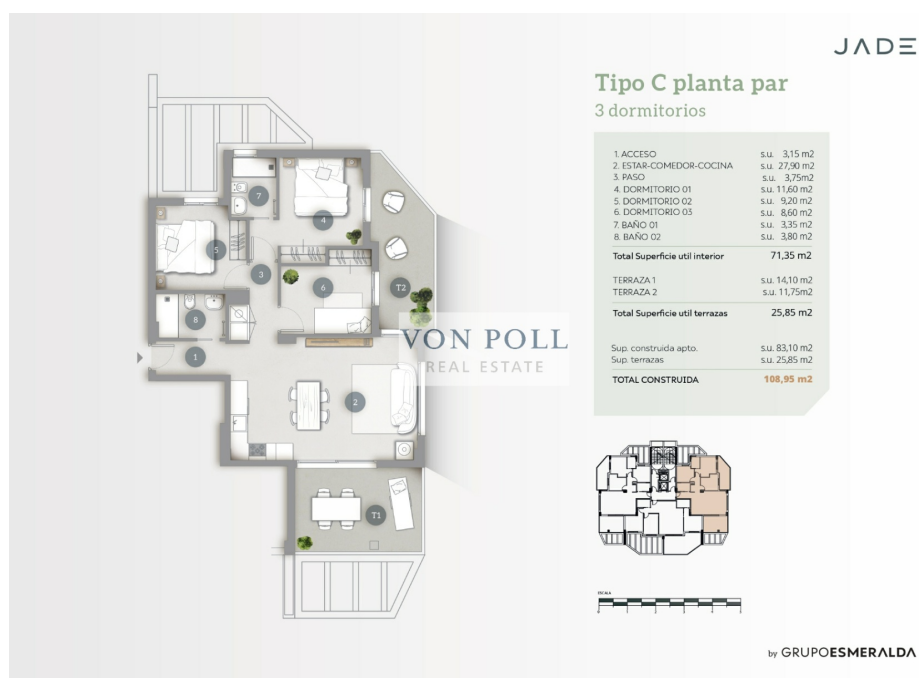 JADE
Tipo C planta par
3 dormitorios
1. ACCESO s.u. 3,15 m2
2. ESTAR-COMEDOR-COCINA s.u. 27,90 m2
3. PASO s.u. 3,75m2
4. DORMITORIO 01 s.u. 11,60 m2
5. DORMITORIO 02 s.u. 9,20 m2
6. DORMITORIO 03 s.u. 8,60 m2
7. BAÑO 01 s.u. 3,35 m2
8. BAÑO 02 s.u. 3,80 m2
Total Superficie util interior 71,35 m2
TERRAZA 1 s.u. 14,10 m2
TERRAZA 2 s.u. 11,75m2
Total Superficie util terrazas 25,85 m2
Sup. construida apto. s.u. 83,10 m2
Sup. terrazas s.u. 25,85 m2
TOTAL CONSTRUIDA 108,95 m2
7
4
5
3
6
T2
8
1
2
T1
VON POLL
REAL ESTATE
ESCALA
by GRUPOESMERALDA